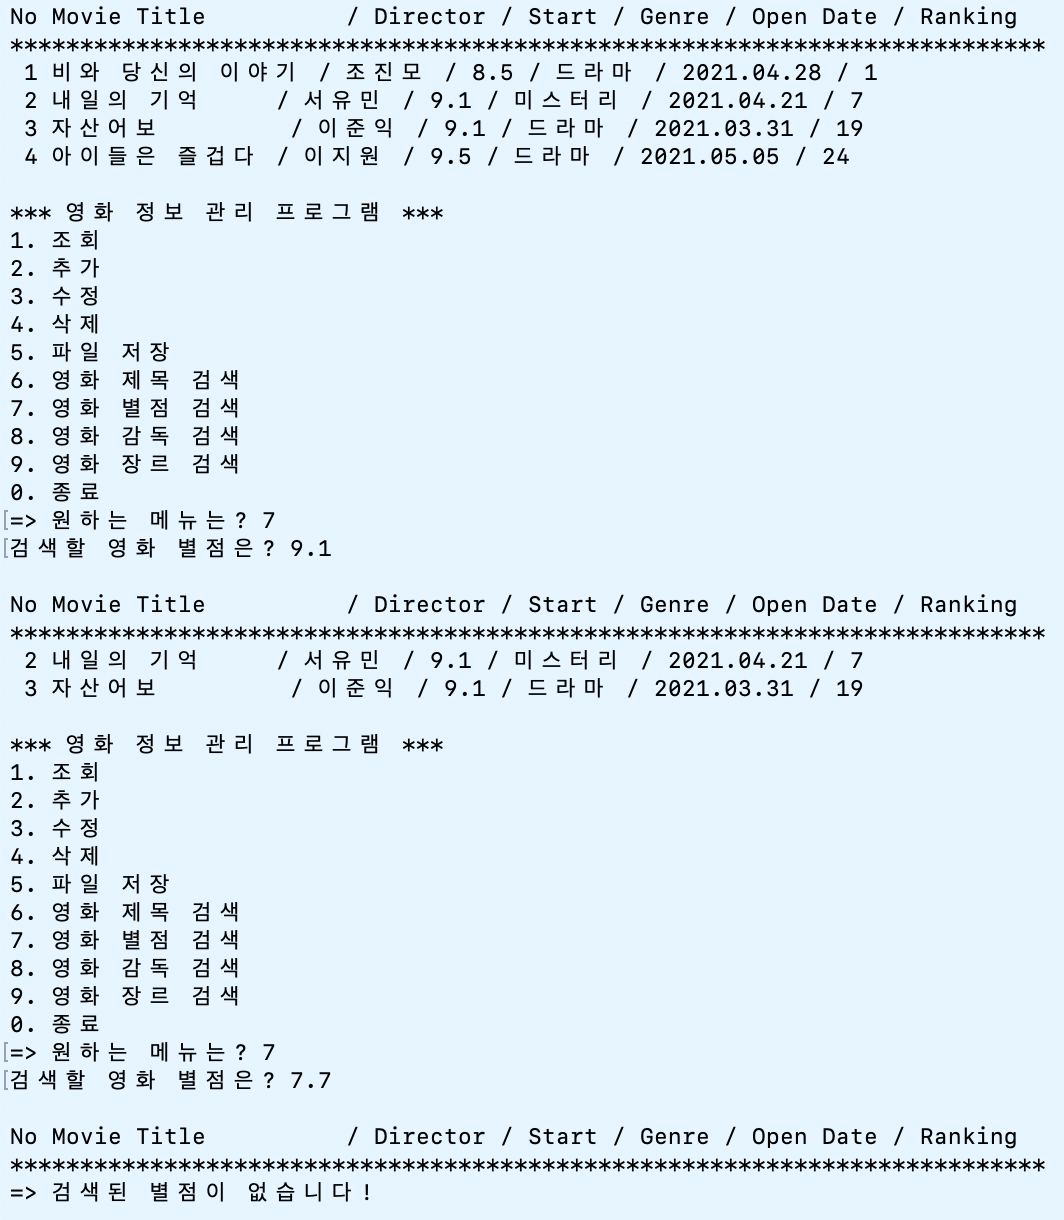 No Movie Title          / Director / Start / Genre / Open Date / Ranking
**************************************************************************
 1 비와 당신의 이야기 / 조진모 / 8.5 / 드라마 / 2021.04.28 / 1
 2 내일의 기억     / 서유민 / 9.1 / 미스터리 / 2021.04.21 / 7
 3 자산어보         / 이준익 / 9.1 / 드라마 / 2021.03.31 / 19
 4 아이들은 즐겁다 / 이지원 / 9.5 / 드라마 / 2021.05.05 / 24

*** 영화 정보 관리 프로그램 ***
1. 조회
2. 추가
3. 수정
4. 삭제
5. 파일 저장
6. 영화 제목 검색
7. 영화 별점 검색
8. 영화 감독 검색
9. 영화 장르 검색
0. 종료
[=> 원하는 메뉴는? 7
[검색할 영화 별점은? 9.1

No Movie Title          / Director / Start / Genre / Open Date / Ranking
**************************************************************************
 2 내일의 기억     / 서유민 / 9.1 / 미스터리 / 2021.04.21 / 7
 3 자산어보         / 이준익 / 9.1 / 드라마 / 2021.03.31 / 19

*** 영화 정보 관리 프로그램 ***
1. 조회
2. 추가
3. 수정
4. 삭제
5. 파일 저장
6. 영화 제목 검색
7. 영화 별점 검색
8. 영화 감독 검색
9. 영화 장르 검색
0. 종료
[=> 원하는 메뉴는? 7
[검색할 영화 별점은? 7.7

No Movie Title          / Director / Start / Genre / Open Date / Ranking
**************************************************************************
=> 검색된 별점이 없습니다!